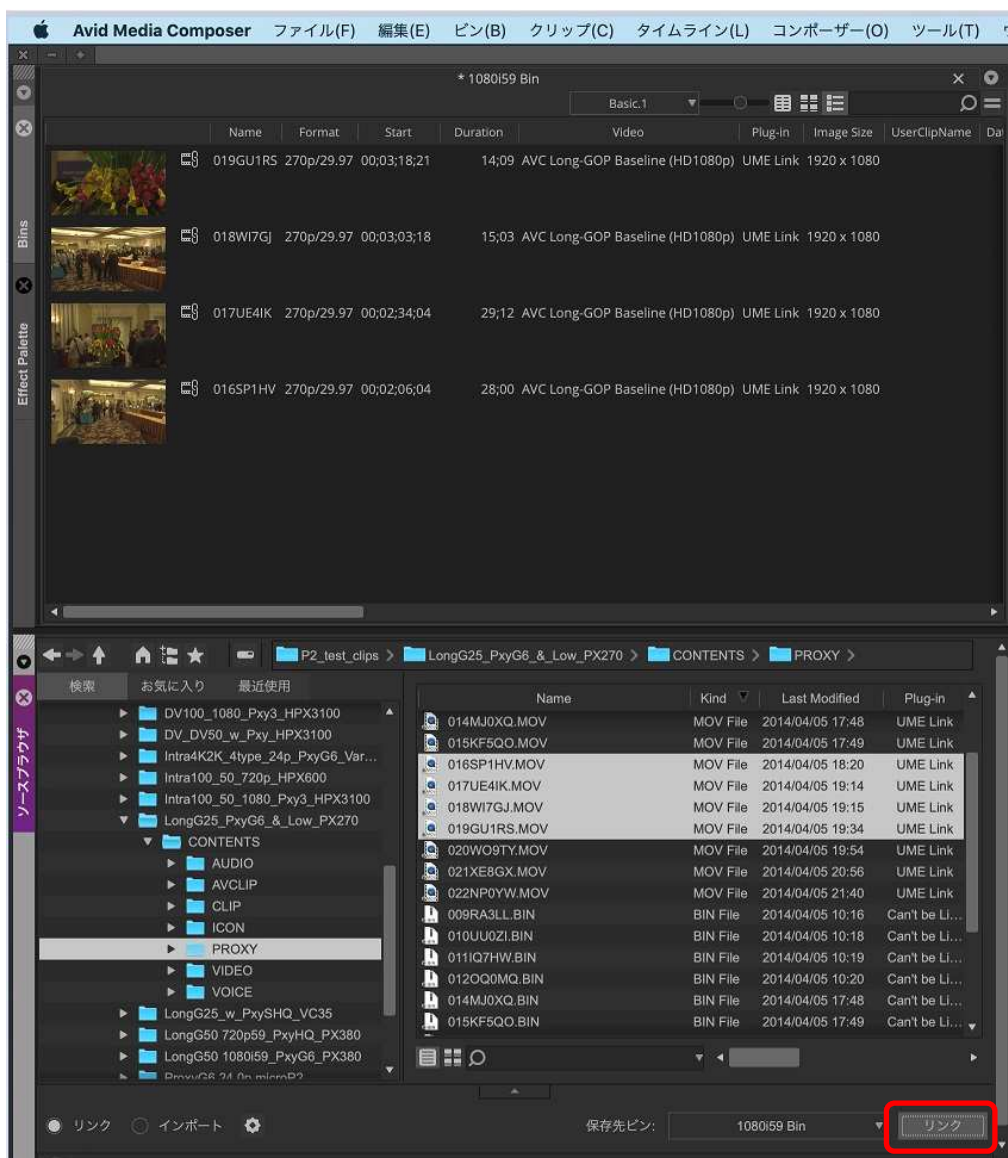 Avid Media Composer ファイル(F) 編集(E) ビン(B) クリップ(C) タイムライン(L) コンポーザー(O) ツール(T)
* 1080i59 Bin
Basic.1
Name Format Start Duration Video Plug-in Image Size UserClipName
019GU1RS 270p/29.97 00;03;18;21 14;09 AVC Long-GOP Baseline (HD1080p) UME Link 1920 x 1080
018WI7GJ 270p/29.97 00;03;03;18 15;03 AVC Long-GOP Baseline (HD1080p) UME Link 1920 x 1080
017UE4IK 270p/29.97 00;02;34;04 29;12 AVC Long-GOP Baseline (HD1080p) UME Link 1920 x 1080
016SP1HV 270p/29.97 00;02;06;04 28;00 AVC Long-GOP Baseline (HD1080p) UME Link 1920 x 1080
Bins
Effect Palette
ソースブラウザ
P2_test_clips > LongG25_PxyG6_&_Low_PX270 > CONTENTS > PROXY >
検索 お気に入り 最近使用
DV100_1080_Pxy3_HPX3100
DV_DV50_w_Pxy_HPX3100
Intra4K2K_4type_24p_PxyG6_Var...
Intra100_50_720p_HPX600
Intra100_50_1080_Pxy3_HPX3100
LongG25_PxyG6_&_Low_PX270
CONTENTS
AUDIO
AVCLIP
CLIP
ICON
PROXY
VIDEO
VOICE
LongG25_w_PxySHQ_VC35
LongG50 720p59_PxyHQ_PX380
LongG50 1080i59_PxyG6_PX380
ProxyG6 24.0p microP2
Name Kind Last Modified Plug-in
014MJ0XQ.MOV MOV File 2014/04/05 17:48 UME Link
015KF5QO.MOV MOV File 2014/04/05 17:49 UME Link
016SP1HV.MOV MOV File 2014/04/05 18:20 UME Link
017UE4IK.MOV MOV File 2014/04/05 19:14 UME Link
018WI7GJ.MOV MOV File 2014/04/05 19:15 UME Link
019GU1RS.MOV MOV File 2014/04/05 19:34 UME Link
020WO9TY.MOV MOV File 2014/04/05 19:54 UME Link
021XE8GX.MOV MOV File 2014/04/05 20:56 UME Link
022NP0YW.MOV MOV File 2014/04/05 21:40 UME Link
009RA3LL.BIN BIN File 2014/04/05 10:16 Can't be Li...
010UU0ZI.BIN BIN File 2014/04/05 10:18 Can't be Li...
011IQ7HW.BIN BIN File 2014/04/05 10:19 Can't be Li...
012OQ0MQ.BIN BIN File 2014/04/05 10:20 Can't be Li...
014MJ0XQ.BIN BIN File 2014/04/05 17:48 Can't be Li...
015KF5QO.BIN BIN File 2014/04/05 17:49 Can't be Li...
リンク インポート 保存先ビン: 1080i59 Bin リンク